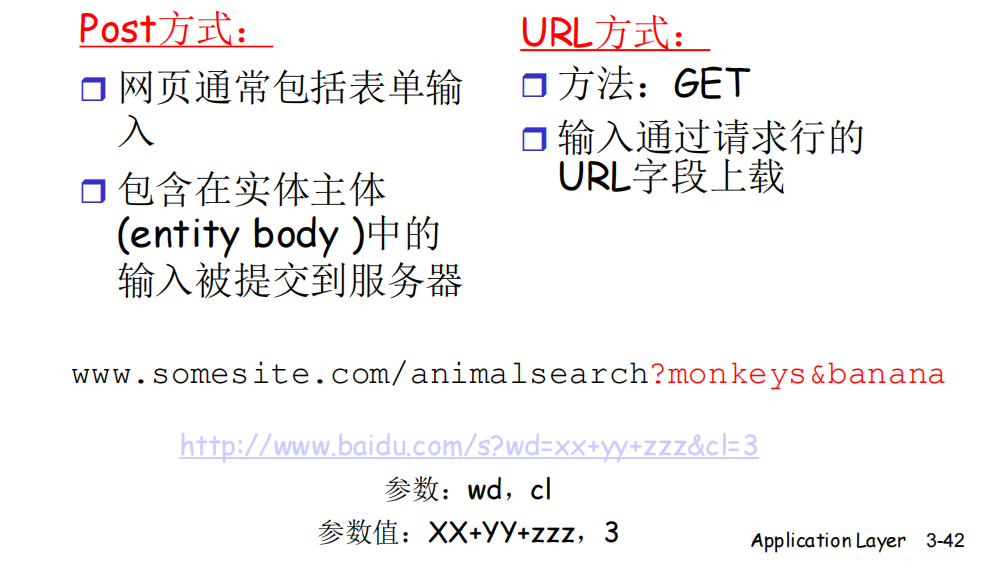 Post方式：
网页通常包括表单输
入
包含在实体主体
(entity body )中的
输入被提交到服务器
URL方式：
方法：GET
输入通过请求行的
URL字段上载
www.somesite.com/animalsearch?monkeys&banana
http://www.baidu.com/s?wd=xx+yy+zzz&cl=3
参数：wd，cl
参数值：XX+YY+zzz，3
Application Layer 3-42